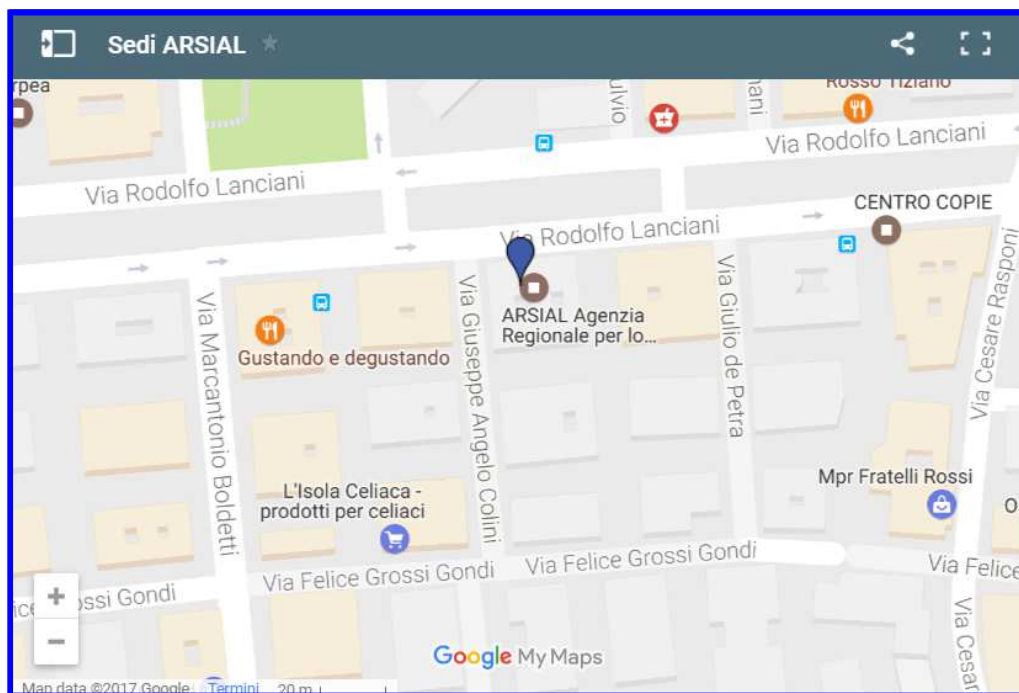 Sedi ARSIAL
rpea
Rosso Tiziano
Via Rodolfo Lanciani
Via Rodolfo Lanciani
CENTRO COPIE
Via Rodolfo Lanciani
ARSIAL Agenzia
Regionale per lo...
Gustando e degustando
Via Marcantonio Boldetti
Via Giuseppe Angelo Colini
Via Giulio de Petra
Via Cesare Rasponi
L'Isola Celiaca -
prodotti per celiaci
Mpr Fratelli Rossi
Via Felice Grossi Gondi
Via Felice Grossi Gondi
Via Felice
ossi Gondi
Via Cesar
Google My Maps
Map data ©2017 Google
Termini
20 m